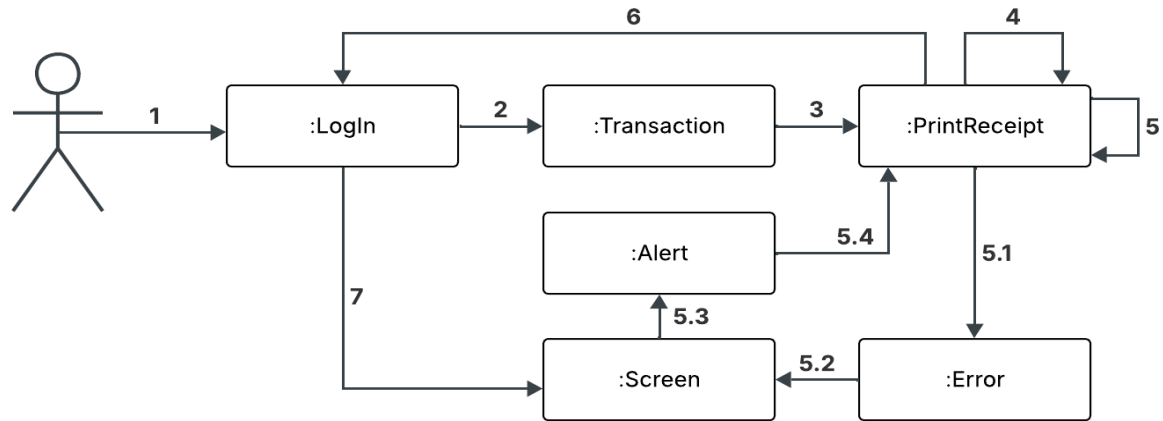 6
4
1
:LogIn
2
:Transaction
3
:PrintReceipt
5
:Alert
5.4
5.1
7
5.3
:Screen
5.2
:Error